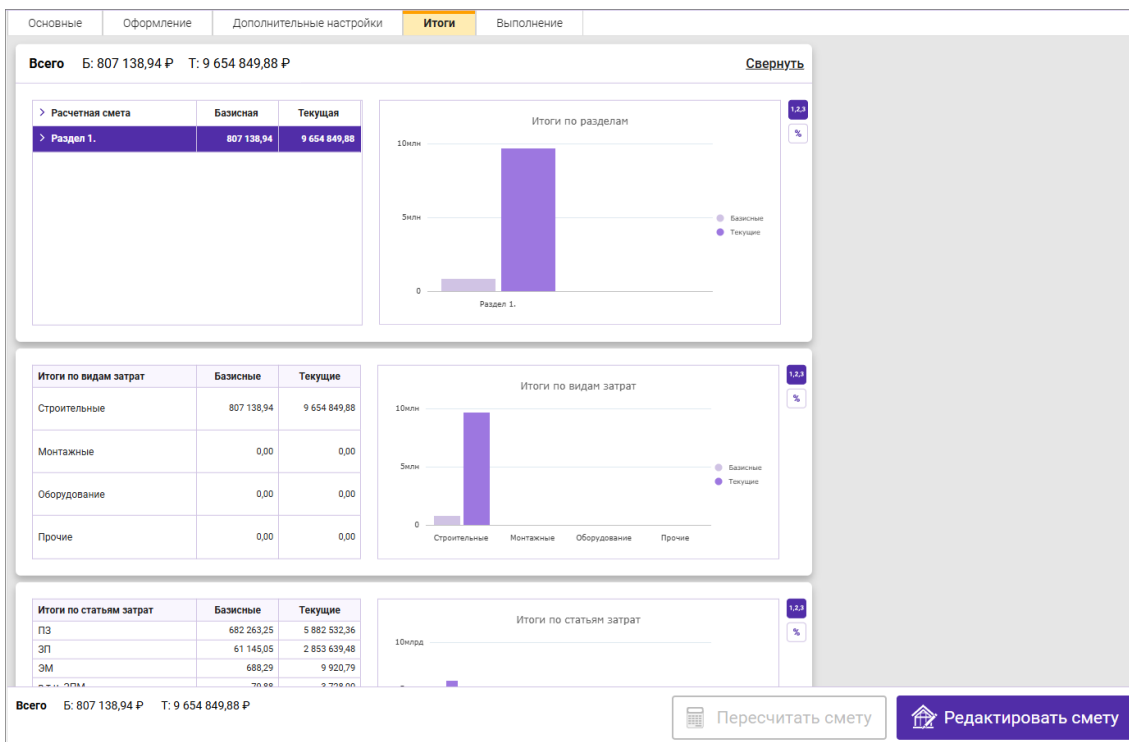 Основные Оформление Дополнительные настройки Итоги Выполнение
Всего Б: 807 138,94 ₽ Т: 9 654 849,88 ₽ Свернуть
> Расчетная смета Базисная Текущая
> Раздел 1. 807 138,94 9 654 849,88
Итоги по разделам
1,2,3
%
10млн
5млн
0
Раздел 1.
Базисные
Текущие
Итоги по видам затрат Базисные Текущие
Строительные 807 138,94 9 654 849,88
Монтажные 0,00 0,00
Оборудование 0,00 0,00
Прочие 0,00 0,00
Итоги по видам затрат
1,2,3
%
10млн
5млн
0
Строительные Монтажные Оборудование Прочие
Базисные
Текущие
Итоги по статьям затрат Базисные Текущие
ПЗ 682 263,25 5 882 532,36
ЗП 61 145,05 2 853 639,48
ЭМ 688,29 9 920,79
в т.ч. ЗПМ 79,88 3 728,00
Итоги по статьям затрат
1,2,3
%
10млрд
Всего Б: 807 138,94 ₽ Т: 9 654 849,88 ₽
Пересчитать смету
Редактировать смету